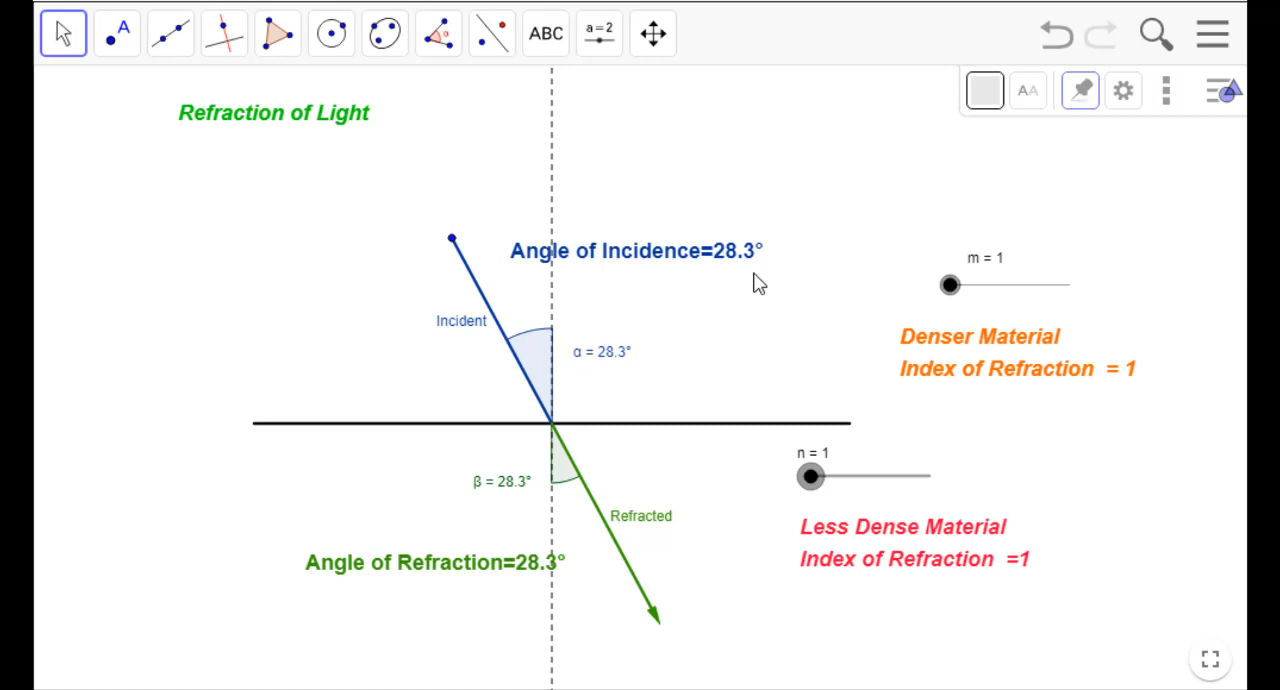 ABC
a=2
AA
Refraction of Light
Angle of Incidence=28.3°
m = 1
Incident
Denser Material
α = 28.3°
Index of Refraction = 1
n = 1
β = 28.3°
Refracted
Less Dense Material
Angle of Refraction=28.3°
Index of Refraction =1